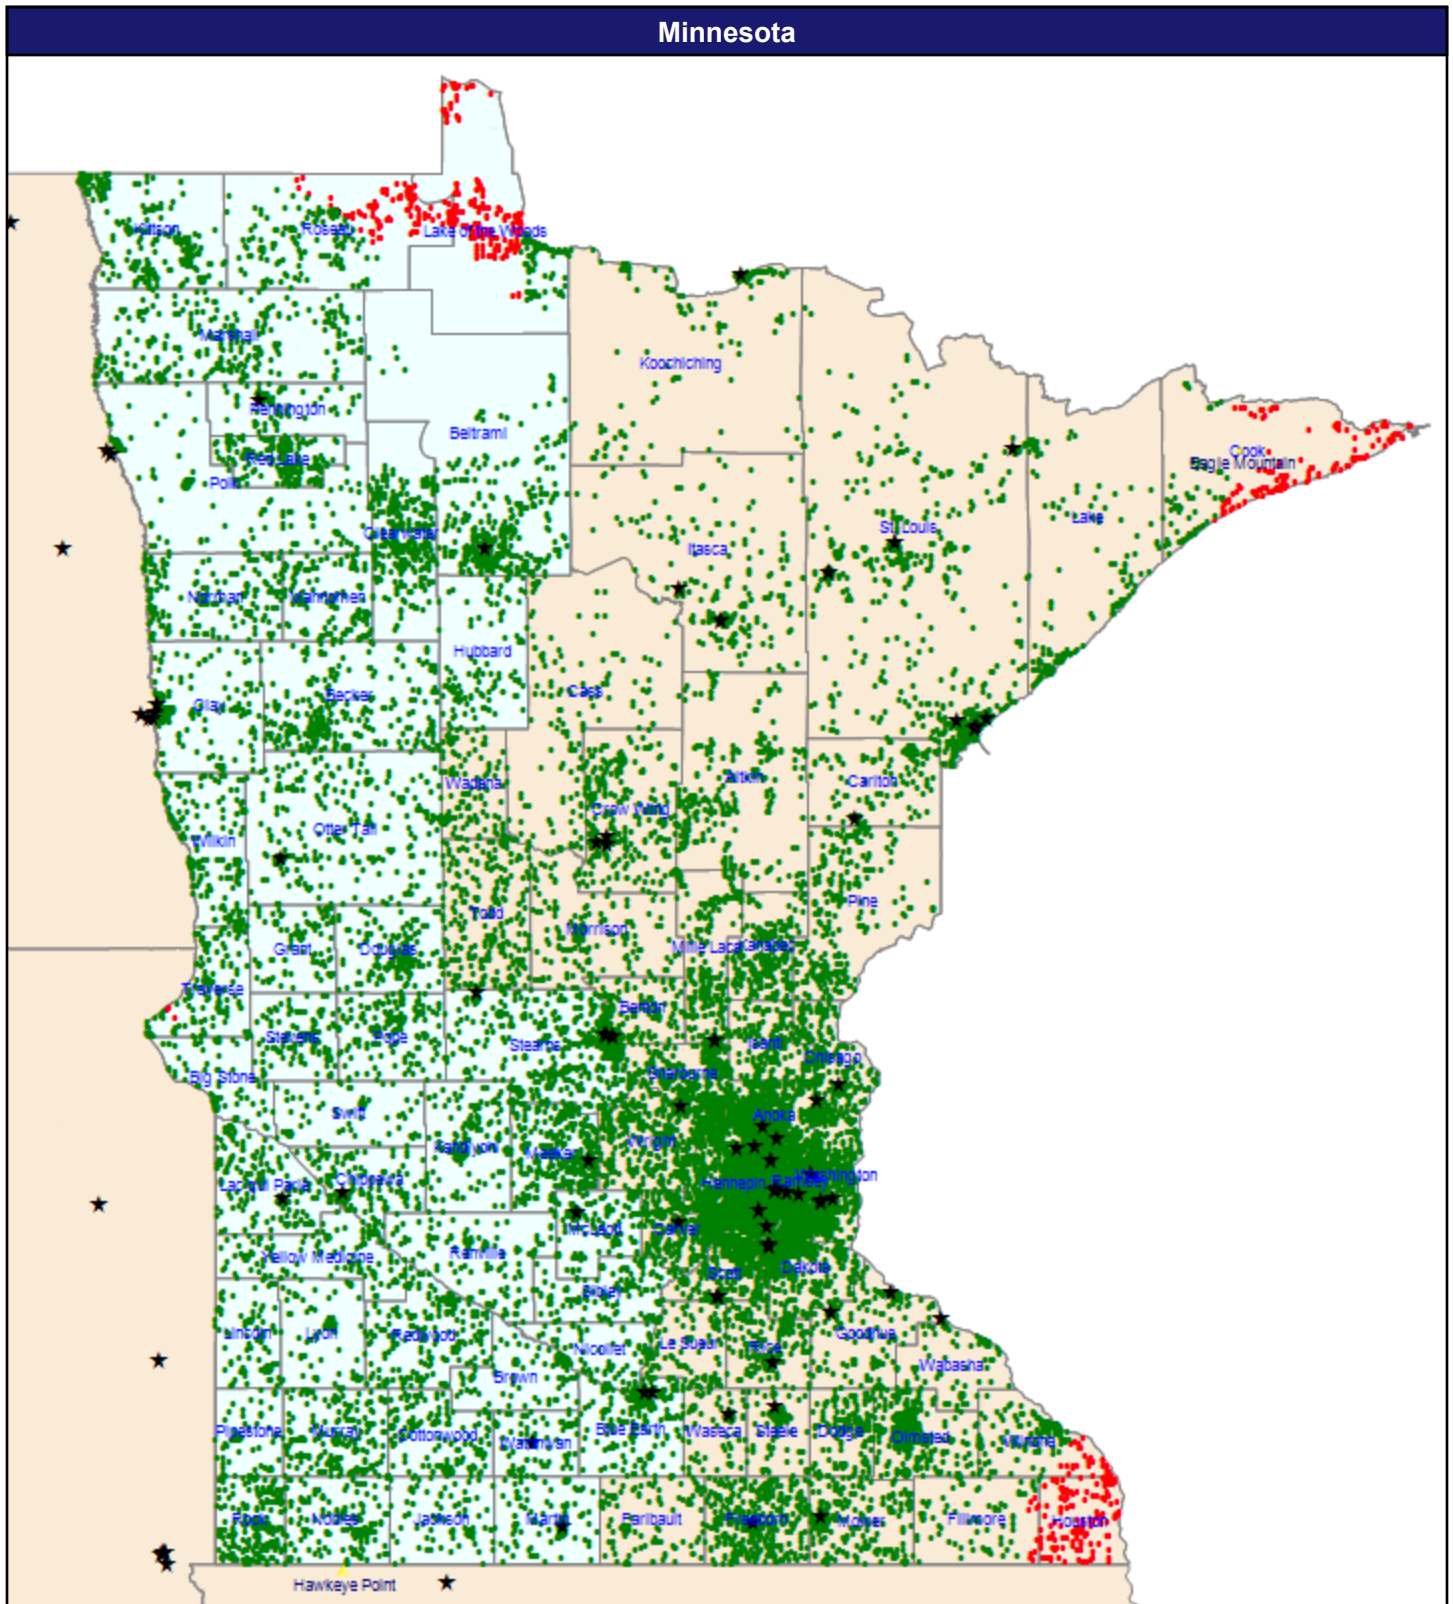 Minnesota
Kittson
Roseau
Lake of the Woods
Marshall
Koochiching
Pennington
Beltrami
Cook
Red Lake
Eagle Mountain
Polk
Lake
Clearwater
St. Louis
Itasca
Norman
Mahnomen
Hubbard
Clay
Becker
Cass
Wadena
Aitkin
Carlton
Crow Wing
Wilkin
Otter Tail
Todd
Pine
Morrison
Grant
Douglas
Mille Lacs
Kanabec
Traverse
Benton
Stevens
Pope
Stearns
Isanti
Chisago
Big Stone
Sherburne
Swift
Anoka
Kandiyohi
Meeker
Wright
Lac qui Parle
Chippewa
Hennepin
Ramsey
Washington
McLeod
Carver
Yellow Medicine
Renville
Scott
Dakota
Sibley
Lincoln
Lyon
Redwood
Nicollet
Le Sueur
Rice
Goodhue
Wabasha
Brown
Pipestone
Murray
Cottonwood
Watonwan
Blue Earth
Waseca
Steele
Dodge
Olmsted
Winona
Rock
Nobles
Jackson
Martin
Faribault
Freeborn
Mower
Fillmore
Houston
Hawkeye Point